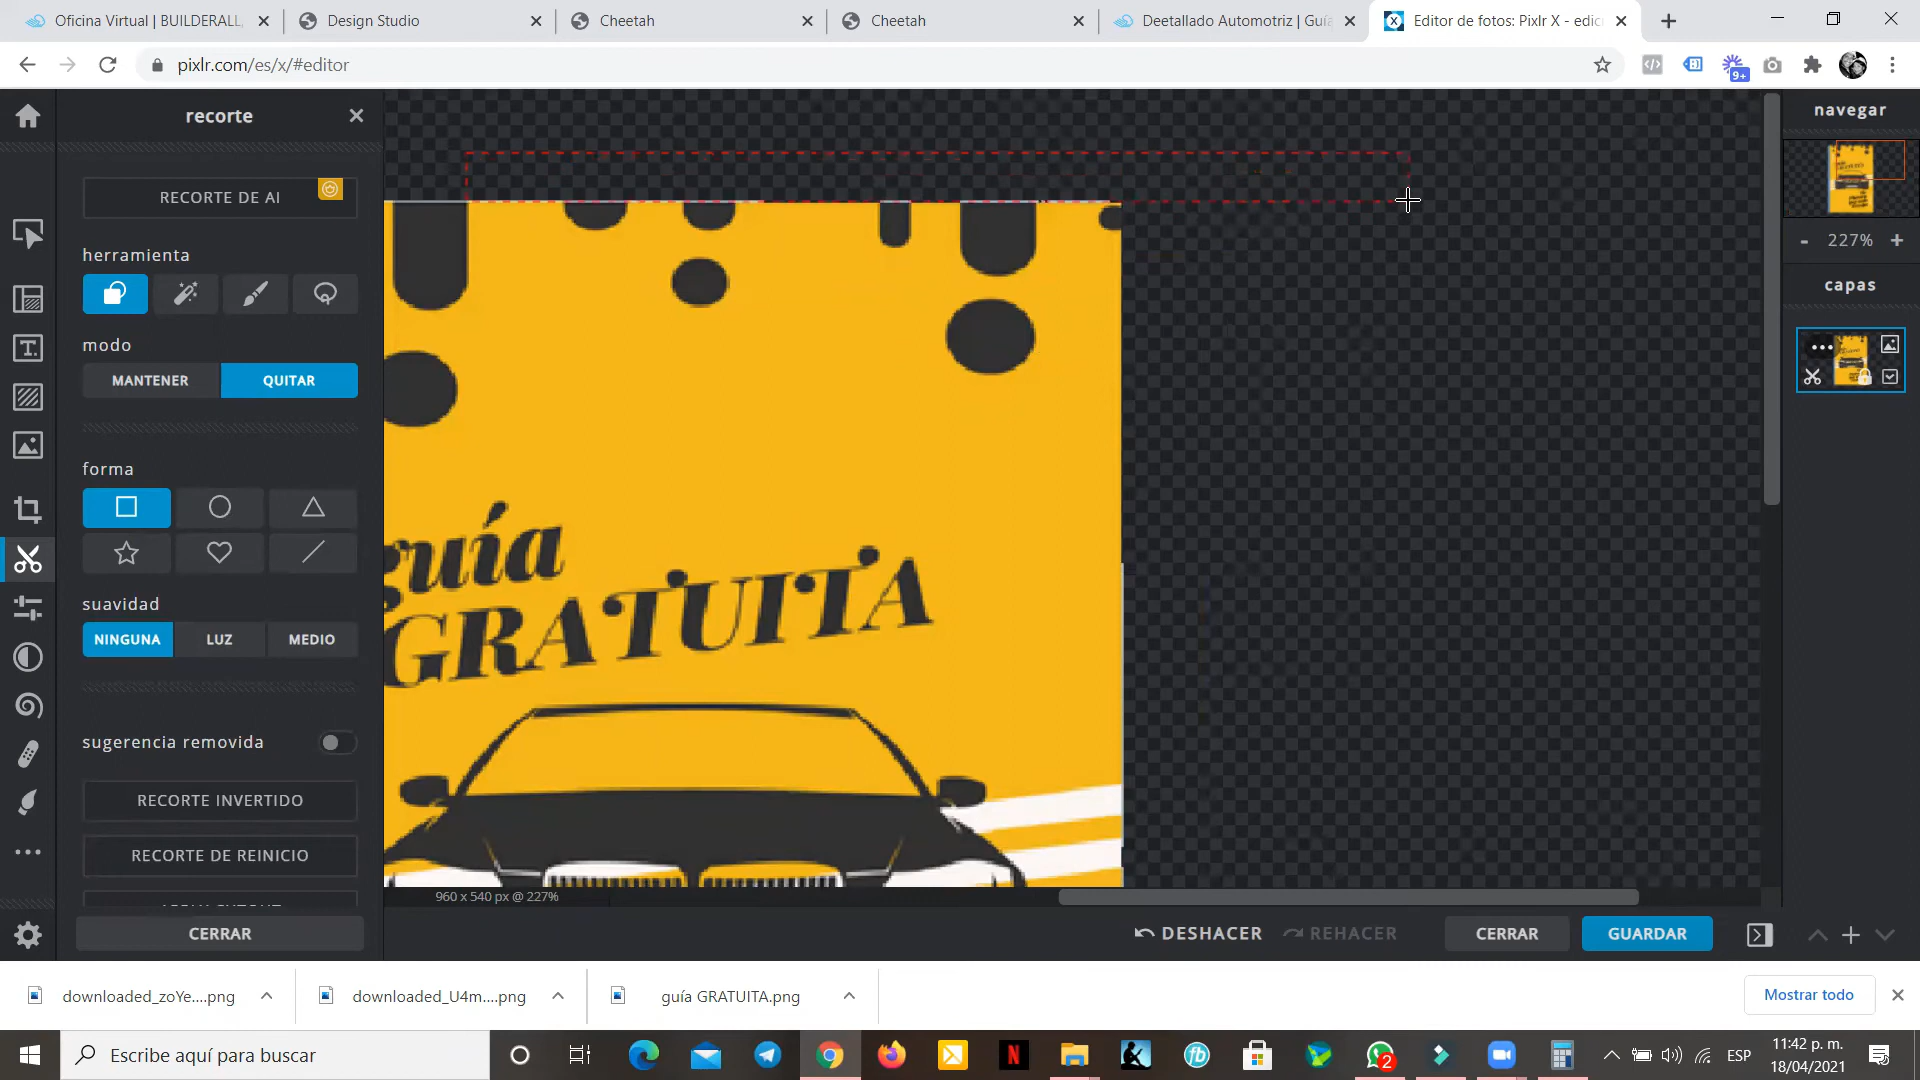 Oficina Virtual | BUILDERALL
Design Studio
Cheetah
Cheetah
Deetallado Automotriz | Guía
Editor de fotos: Pixlr X - edici
pixlr.com/es/x/#editor
9+
recorte
navegar
RECORTE DE AI
herramienta
- 227% +
capas
modo
MANTENER
QUITAR
forma
guía
GRATUITA
suavidad
NINGUNA
LUZ
MEDIO
sugerencia removida
RECORTE INVERTIDO
RECORTE DE REINICIO
960 x 540 px @ 227%
CERRAR
DESHACER
REHACER
CERRAR
GUARDAR
downloaded_zoYe....png
downloaded_U4m....png
guía GRATUITA.png
Mostrar todo
Escribe aquí para buscar
2
ESP
11:42 p. m.
18/04/2021